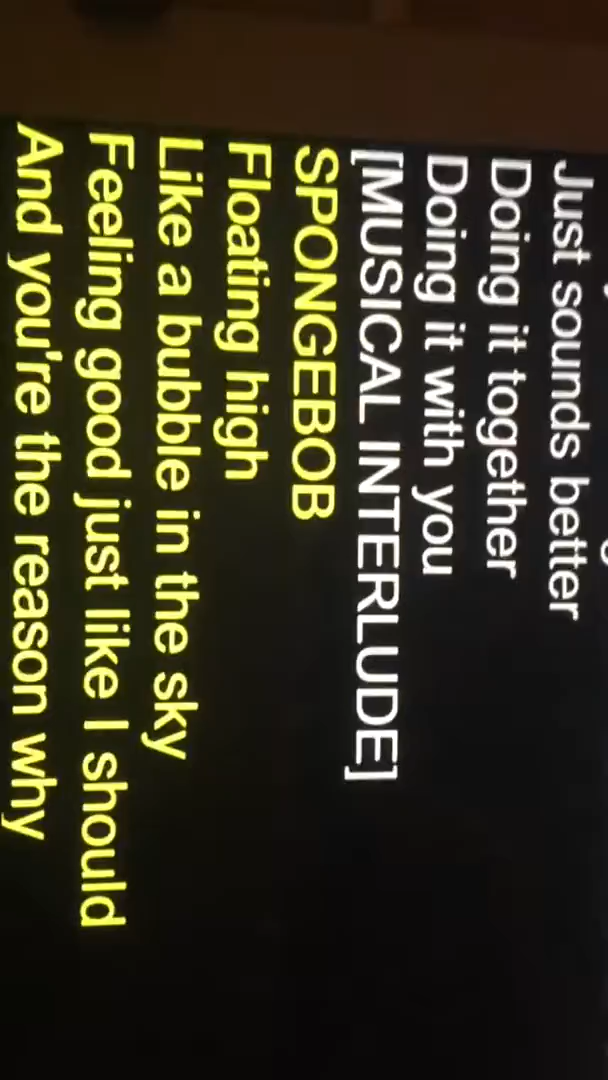 Just sounds better
Doing it together
Doing it with you
[MUSICAL INTERLUDE]
SPONGEBOB
Floating high
Like a bubble in the sky
Feeling good just like I should
And you're the reason why